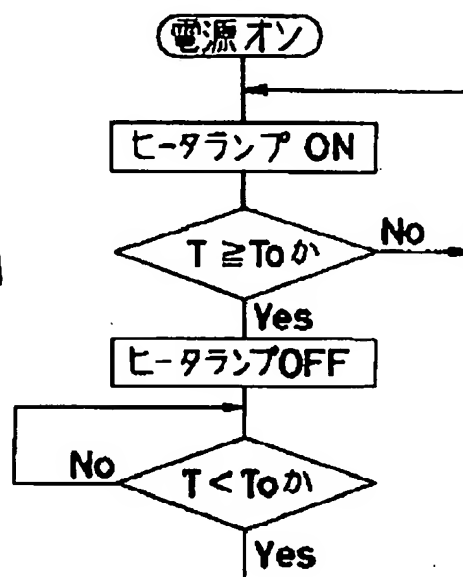 電源オン
ヒータランプ ON
T≧Toか
No
Yes
ヒータランプOFF
No
T<Toか
Yes